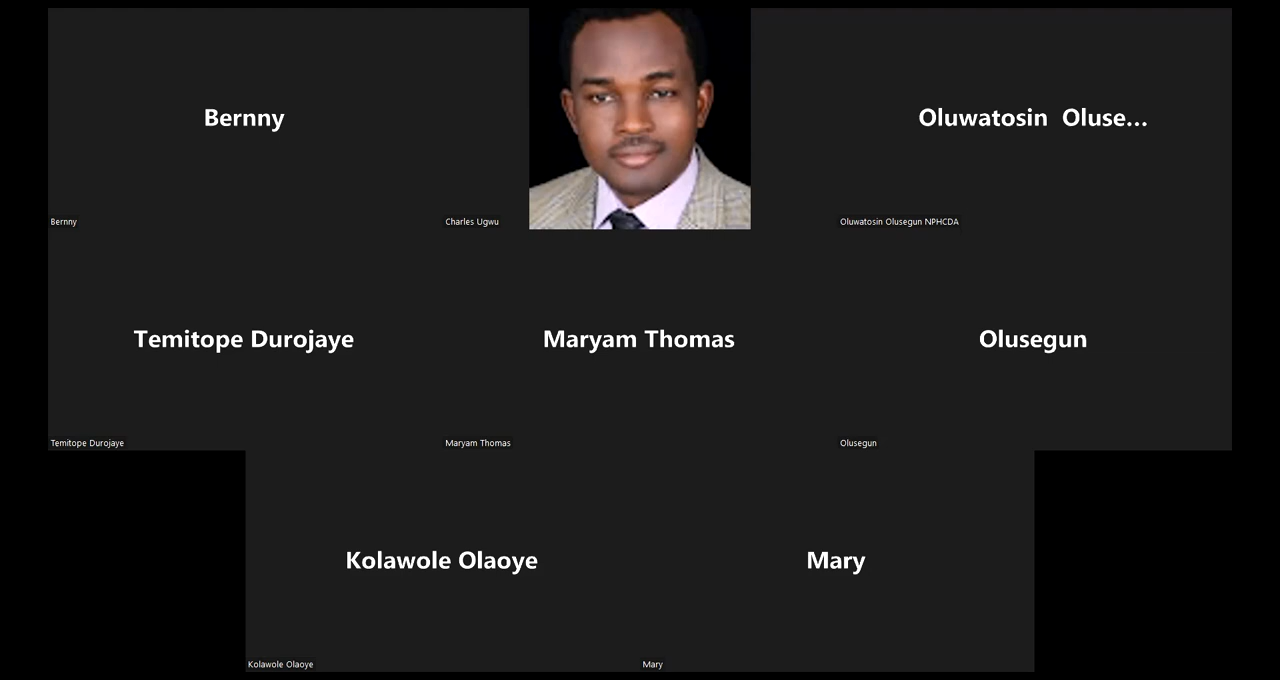 Bernny
Oluwatosin Oluse...
Bernny
Charles Ugwu
Oluwatosin Olusegun NPHCDA
Temitope Durojaye
Maryam Thomas
Olusegun
Temitope Durojaye
Maryam Thomas
Olusegun
Kolawole Olaoye
Mary
Kolawole Olaoye
Mary